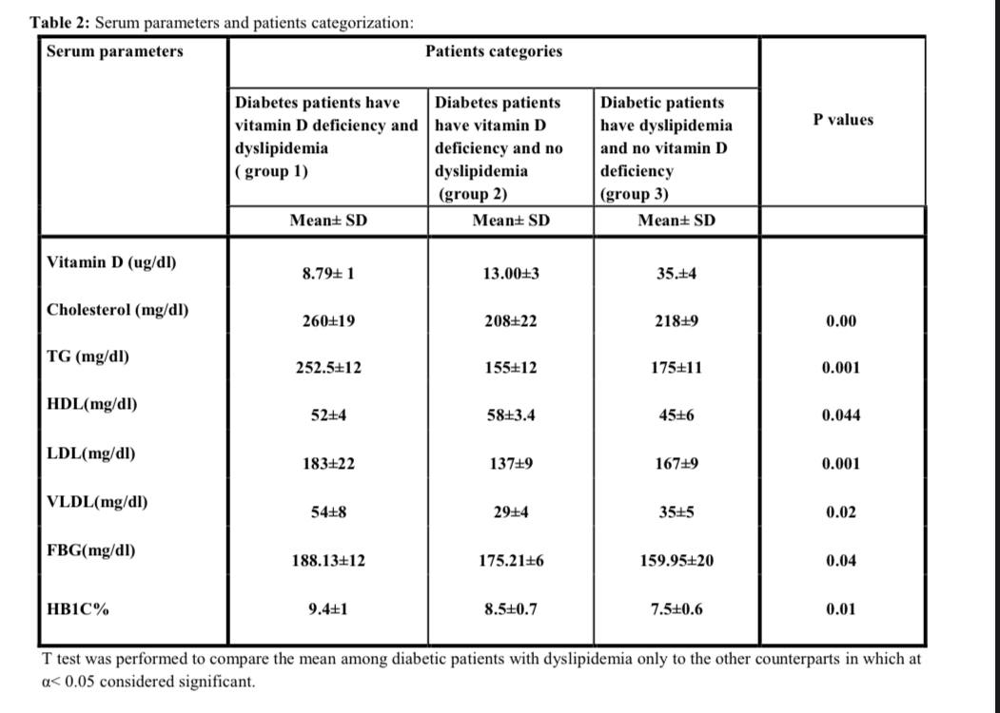 Table 2: Serum parameters and patients categorization:
Serum parameters
Patients categories
P values
Diabetes patients have
vitamin D deficiency and
dyslipidemia
( group 1)
Diabetes patients
have vitamin D
deficiency and no
dyslipidemia
(group 2)
Diabetic patients
have dyslipidemia
and no vitamin D
deficiency
(group 3)
Mean± SD Mean± SD Mean± SD
Vitamin D (ug/dl) 8.79± 1 13.00±3 35.±4
Cholesterol (mg/dl) 260±19 208±22 218±9 0.00
TG (mg/dl) 252.5±12 155±12 175±11 0.001
HDL(mg/dl) 52±4 58±3.4 45±6 0.044
LDL(mg/dl) 183±22 137±9 167±9 0.001
VLDL(mg/dl) 54±8 29±4 35±5 0.02
FBG(mg/dl) 188.13±12 175.21±6 159.95±20 0.04
HB1C% 9.4±1 8.5±0.7 7.5±0.6 0.01
T test was performed to compare the mean among diabetic patients with dyslipidemia only to the other counterparts in which at
α< 0.05 considered significant.